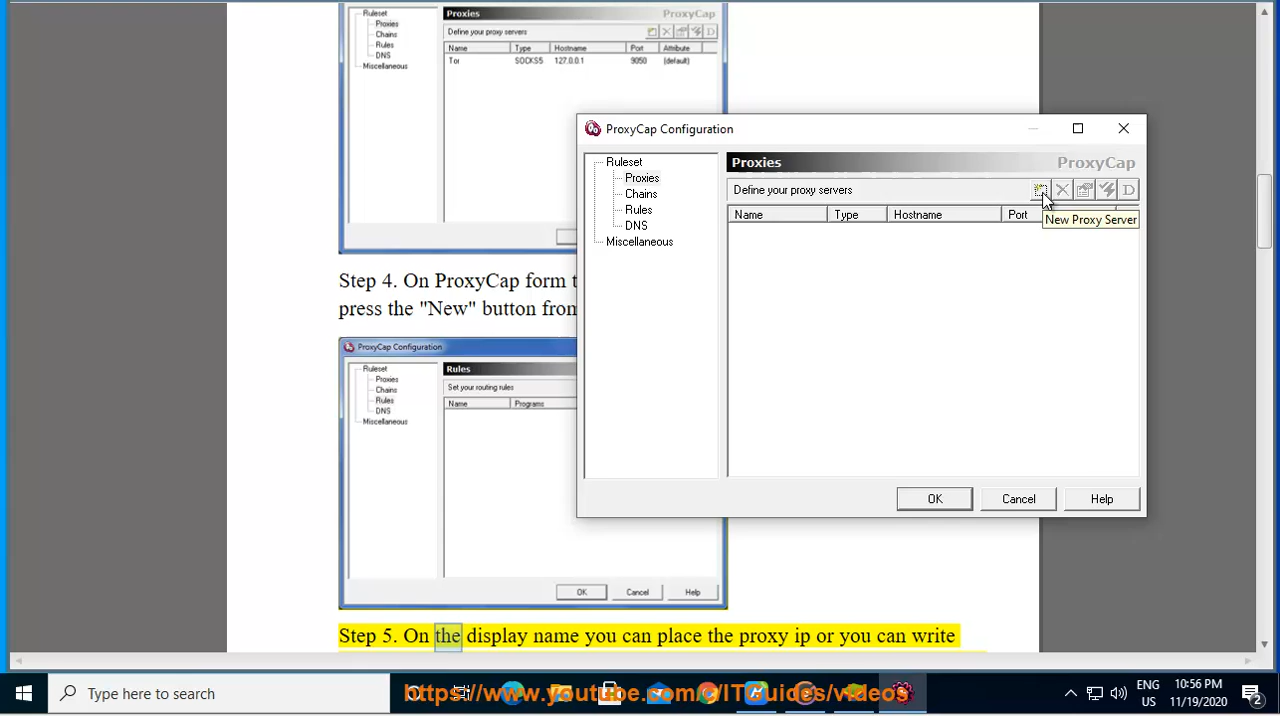 Ruleset
Proxies
Chains
Rules
DNS
Miscellaneous
Proxies
ProxyCap
Define your proxy servers
D
Name Type Hostname Port Attribute
Tor SOCKS5 127.0.0.1 9050 (default)
ProxyCap Configuration
Ruleset
Proxies
Chains
Rules
DNS
Miscellaneous
Proxies
ProxyCap
Define your proxy servers
D
New Proxy Server
Name Type Hostname Port
OK Cancel Help
Step 4. On ProxyCap form
press the "New" button from
ProxyCap Configuration
Ruleset
Proxies
Chains
Rules
DNS
Miscellaneous
Rules
Set your routing rules
Name Programs
OK Cancel Help
Step 5. On the display name you can place the proxy ip or you can write
Type here to search
https://www.youtube.com/c/ITGuides/videos
ENG
US
10:56 PM
11/19/2020
2